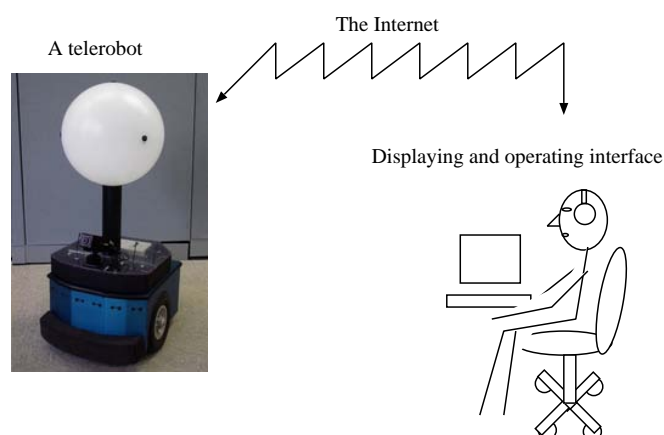 The Internet
A telerobot
Displaying and operating interface